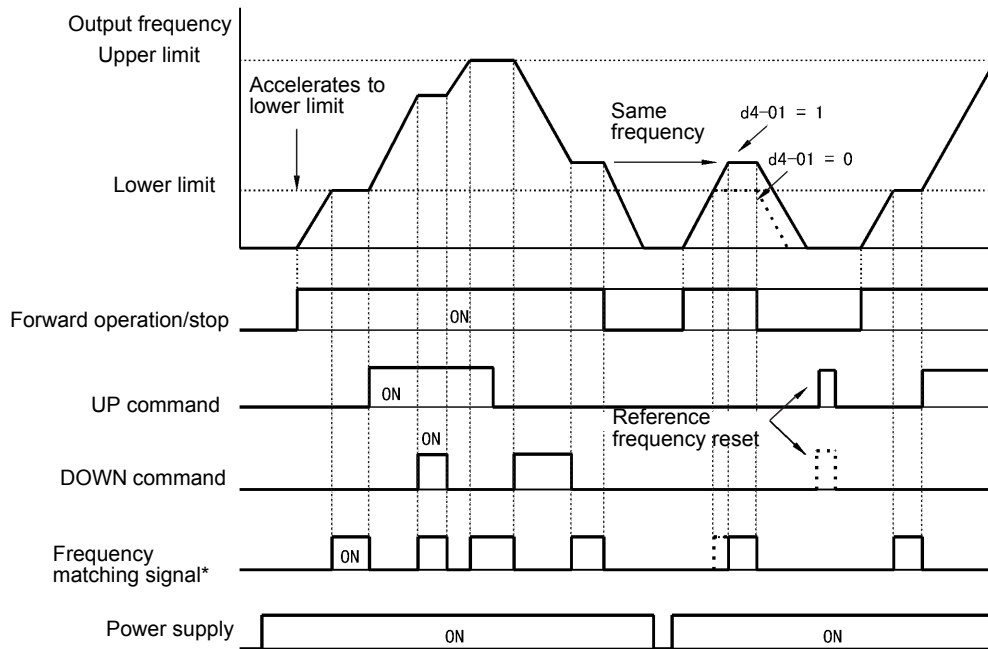 Output frequency
Upper limit
Accelerates to
lower limit
Same
frequency
d4-01 = 1
d4-01 = 0
Lower limit
Forward operation/stop
ON
UP command
ON
Reference
frequency reset
ON
DOWN command
Frequency
matching signal*
ON
Power supply
ON
ON